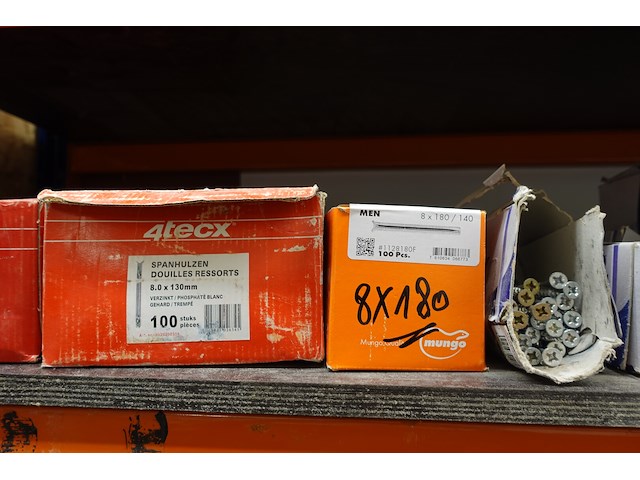 4tecx
SPANHULZEN
DOUILLES RESSORTS
8.0 x 130mm
VERZINKT / PHOSPHATÉ BLANC
GEHARD / TREMPÉ
100 stuks
pièces
MEN
8 x 180 / 140
#1128180F
100 Pcs.
8X180
mungo